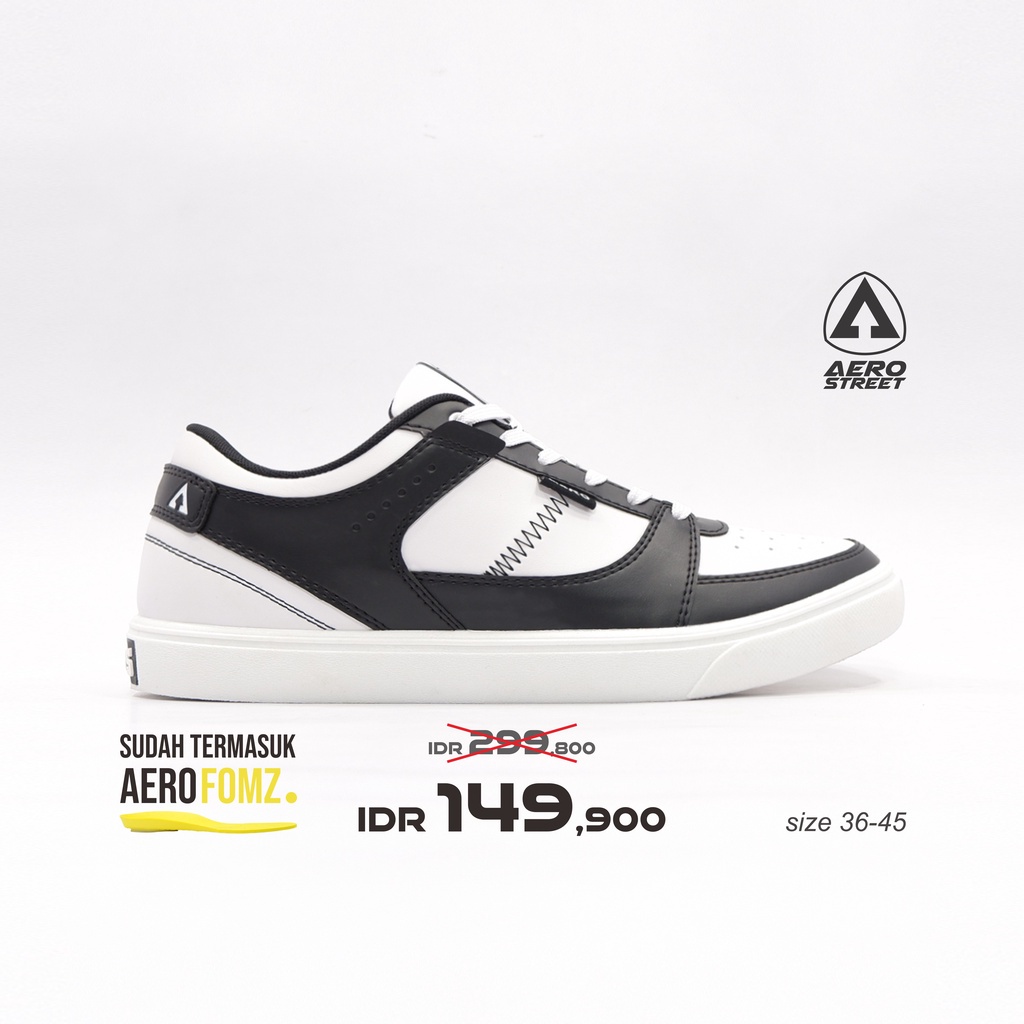 AERO
STREET
SUDAH TERMASUK
AEROFOMZ.
IDR 299.800
IDR 149,900
size 36-45